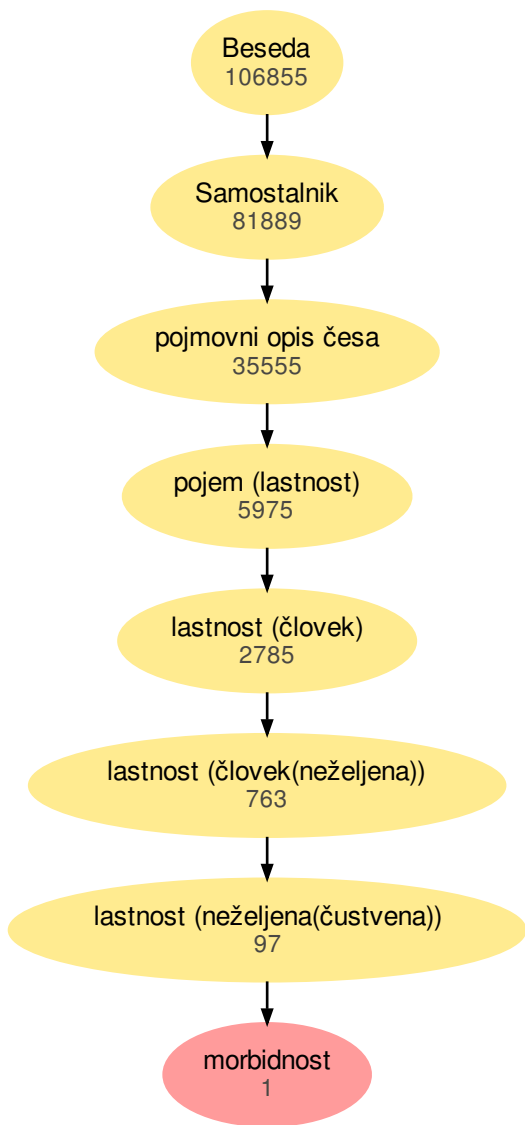 Beseda
106855
Samostalnik
81889
pojmovni opis česa
35555
pojem (lastnost)
5975
lastnost (človek)
2785
lastnost (človek(neželjena))
763
lastnost (neželjena(čustvena))
97
morbidnost
1